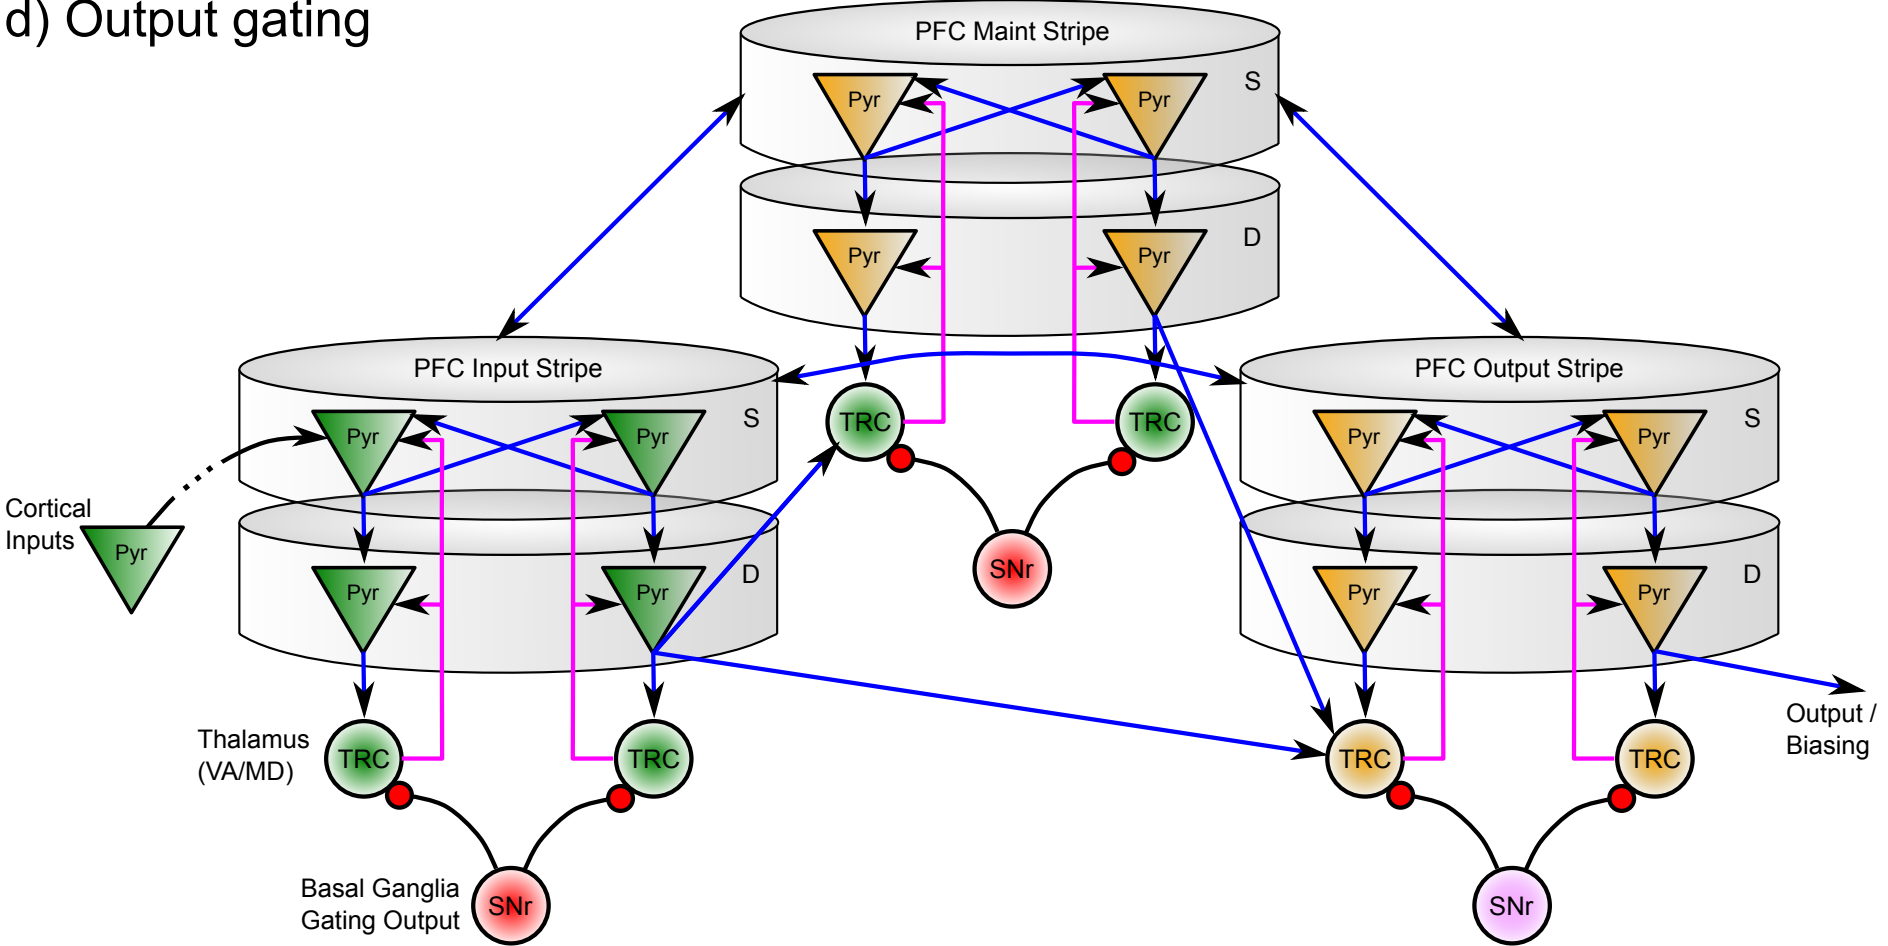 d) Output gating
PFC Maint Stripe
S
Pyr
Pyr
D
Pyr
Pyr
TRC
TRC
SNr
PFC Input Stripe
S
Pyr
Pyr
Cortical
Inputs
Pyr
D
Pyr
Pyr
Thalamus
(VA/MD)
TRC
TRC
Basal Ganglia
Gating Output
SNr
PFC Output Stripe
S
Pyr
Pyr
D
Pyr
Pyr
Output /
Biasing
TRC
TRC
SNr